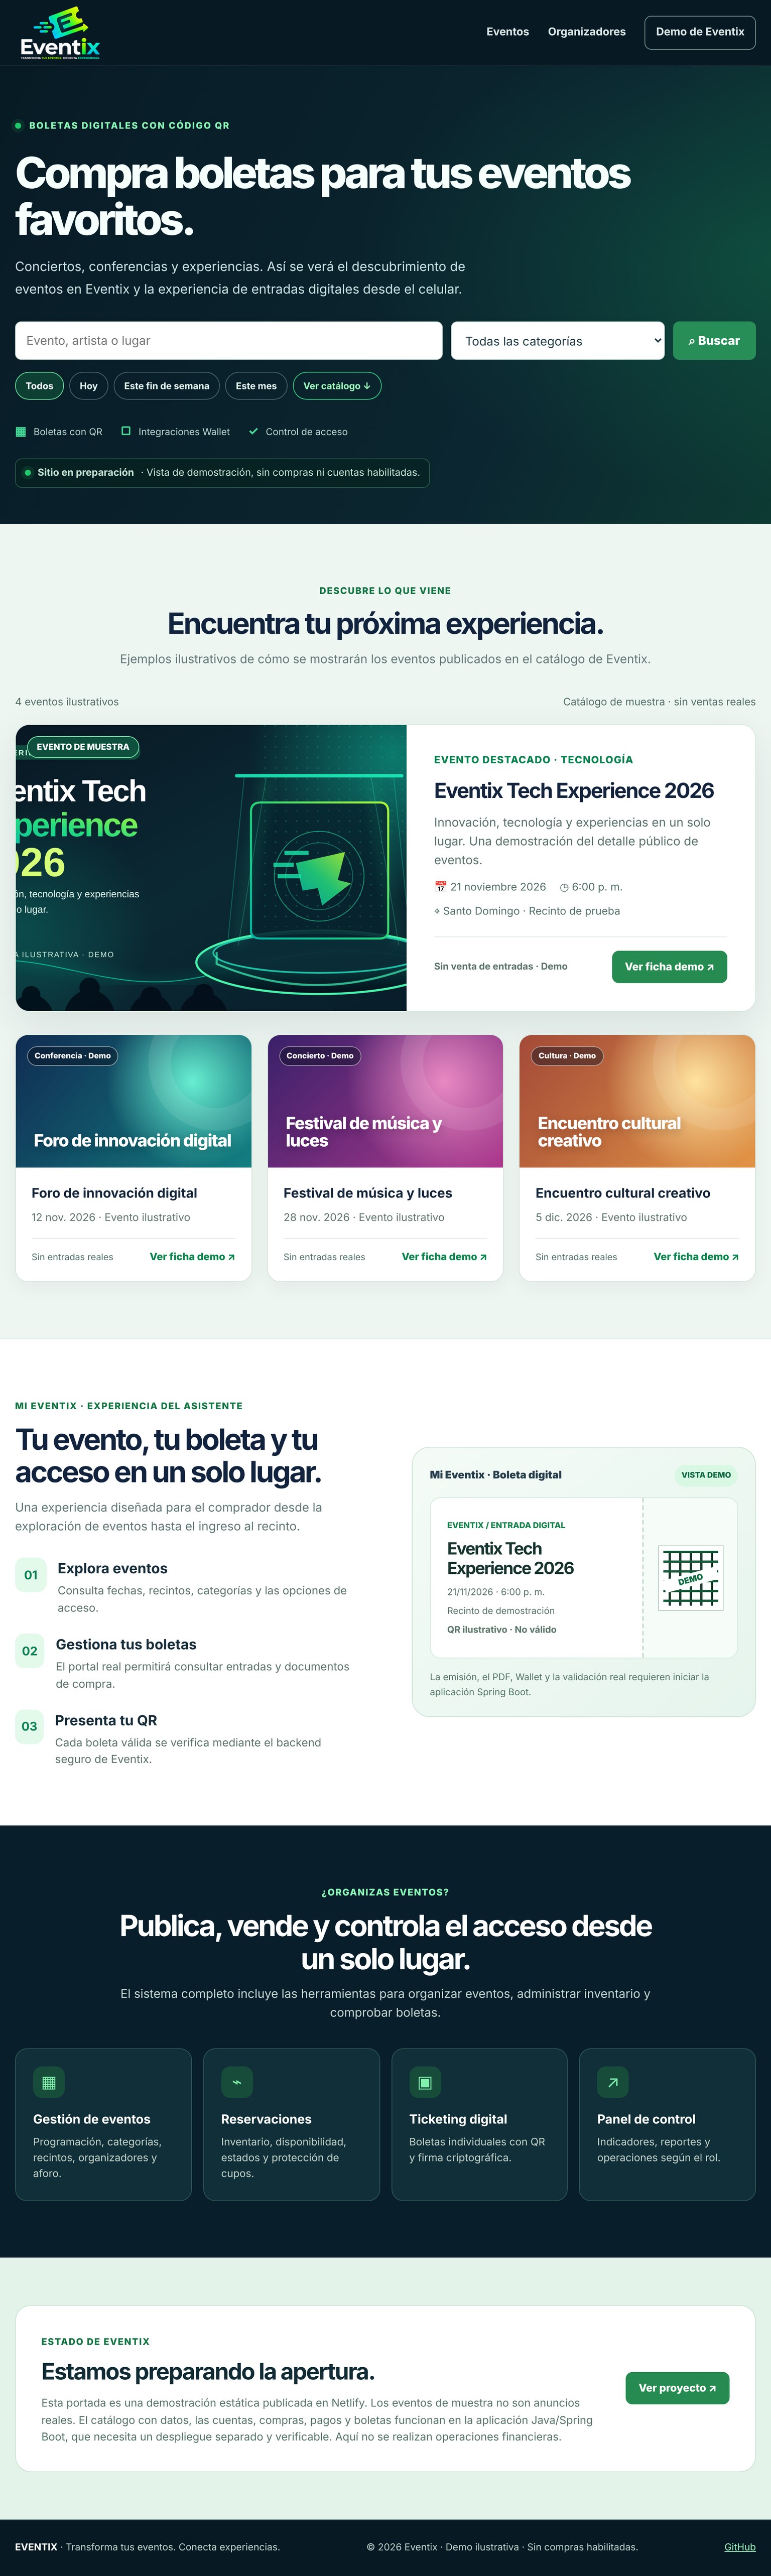 Eventix
TRANSFORMA TUS EVENTOS. CONECTA EXPERIENCIAS.
Eventos
Organizadores
Demo de Eventix
BOLETAS DIGITALES CON CÓDIGO QR
Compra boletas para tus eventos
favoritos.
Conciertos, conferencias y experiencias. Así se verá el descubrimiento de
eventos en Eventix y la experiencia de entradas digitales desde el celular.
Evento, artista o lugar
Todas las categorías
⌕ Buscar
Todos
Hoy
Este fin de semana
Este mes
Ver catálogo ↓
Boletas con QR
Integraciones Wallet
✓ Control de acceso
Sitio en preparación · Vista de demostración, sin compras ni cuentas habilitadas.
DESCUBRE LO QUE VIENE
Encuentra tu próxima experiencia.
Ejemplos ilustrativos de cómo se mostrarán los eventos publicados en el catálogo de Eventix.
4 eventos ilustrativos
Catálogo de muestra · sin ventas reales
EVENTO DE MUESTRA
entix Tech
perience
026
ón, tecnología y experiencias
o lugar.
A ILUSTRATIVA · DEMO
EVENTO DESTACADO · TECNOLOGÍA
Eventix Tech Experience 2026
Innovación, tecnología y experiencias en un solo
lugar. Una demostración del detalle público de
eventos.
📅 21 noviembre 2026
◷ 6:00 p. m.
⌖ Santo Domingo · Recinto de prueba
Sin venta de entradas · Demo
Ver ficha demo ↗
Conferencia · Demo
Foro de innovación digital
Foro de innovación digital
12 nov. 2026 · Evento ilustrativo
Sin entradas reales
Ver ficha demo ↗
Concierto · Demo
Festival de música y
luces
Festival de música y luces
28 nov. 2026 · Evento ilustrativo
Sin entradas reales
Ver ficha demo ↗
Cultura · Demo
Encuentro cultural
creativo
Encuentro cultural creativo
5 dic. 2026 · Evento ilustrativo
Sin entradas reales
Ver ficha demo ↗
MI EVENTIX · EXPERIENCIA DEL ASISTENTE
Tu evento, tu boleta y tu
acceso en un solo lugar.
Una experiencia diseñada para el comprador desde la
exploración de eventos hasta el ingreso al recinto.
01
Explora eventos
Consulta fechas, recintos, categorías y las opciones de
acceso.
02
Gestiona tus boletas
El portal real permitirá consultar entradas y documentos
de compra.
03
Presenta tu QR
Cada boleta válida se verifica mediante el backend
seguro de Eventix.
Mi Eventix · Boleta digital
VISTA DEMO
EVENTIX / ENTRADA DIGITAL
Eventix Tech
Experience 2026
21/11/2026 · 6:00 p. m.
Recinto de demostración
QR ilustrativo · No válido
DEMO
La emisión, el PDF, Wallet y la validación real requieren iniciar la
aplicación Spring Boot.
¿ORGANIZAS EVENTOS?
Publica, vende y controla el acceso desde
un solo lugar.
El sistema completo incluye las herramientas para organizar eventos, administrar inventario y
comprobar boletas.
Gestión de eventos
Programación, categorías,
recintos, organizadores y
aforo.
Reservaciones
Inventario, disponibilidad,
estados y protección de
cupos.
Ticketing digital
Boletas individuales con QR
y firma criptográfica.
Panel de control
Indicadores, reportes y
operaciones según el rol.
ESTADO DE EVENTIX
Estamos preparando la apertura.
Esta portada es una demostración estática publicada en Netlify. Los eventos de muestra no son anuncios
reales. El catálogo con datos, las cuentas, compras, pagos y boletas funcionan en la aplicación Java/Spring
Boot, que necesita un despliegue separado y verificable. Aquí no se realizan operaciones financieras.
Ver proyecto ↗
EVENTIX · Transforma tus eventos. Conecta experiencias.
© 2026 Eventix · Demo ilustrativa · Sin compras habilitadas.
GitHub